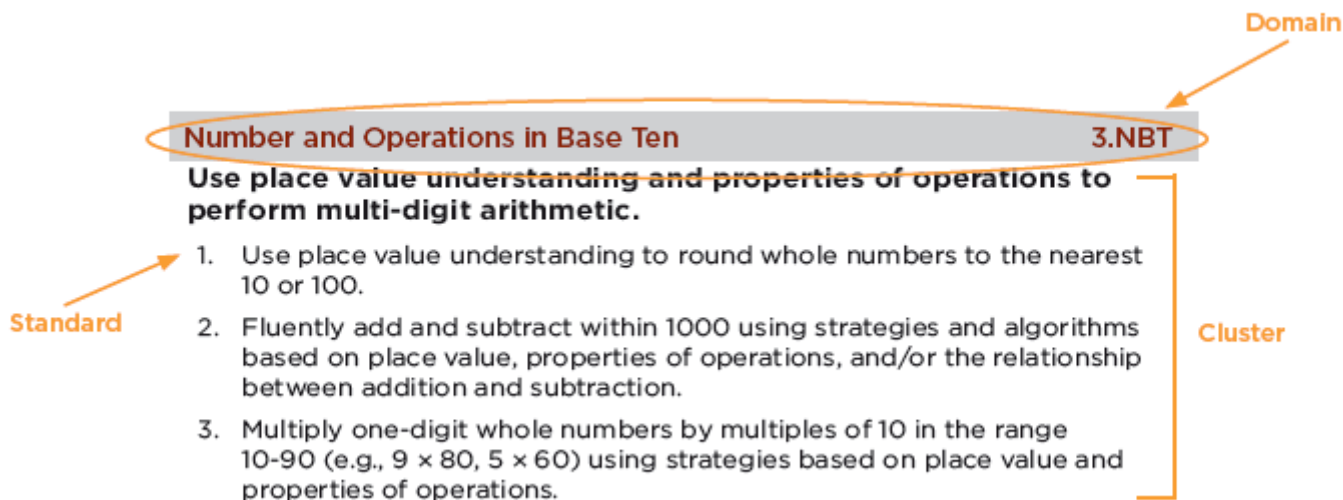 Domain
Number and Operations in Base Ten 3.NBT
Use place value understanding and properties of operations to
perform multi-digit arithmetic.
1. Use place value understanding to round whole numbers to the nearest
10 or 100.
Standard
2. Fluently add and subtract within 1000 using strategies and algorithms
based on place value, properties of operations, and/or the relationship
between addition and subtraction.
Cluster
3. Multiply one-digit whole numbers by multiples of 10 in the range
10-90 (e.g., 9 × 80, 5 × 60) using strategies based on place value and
properties of operations.